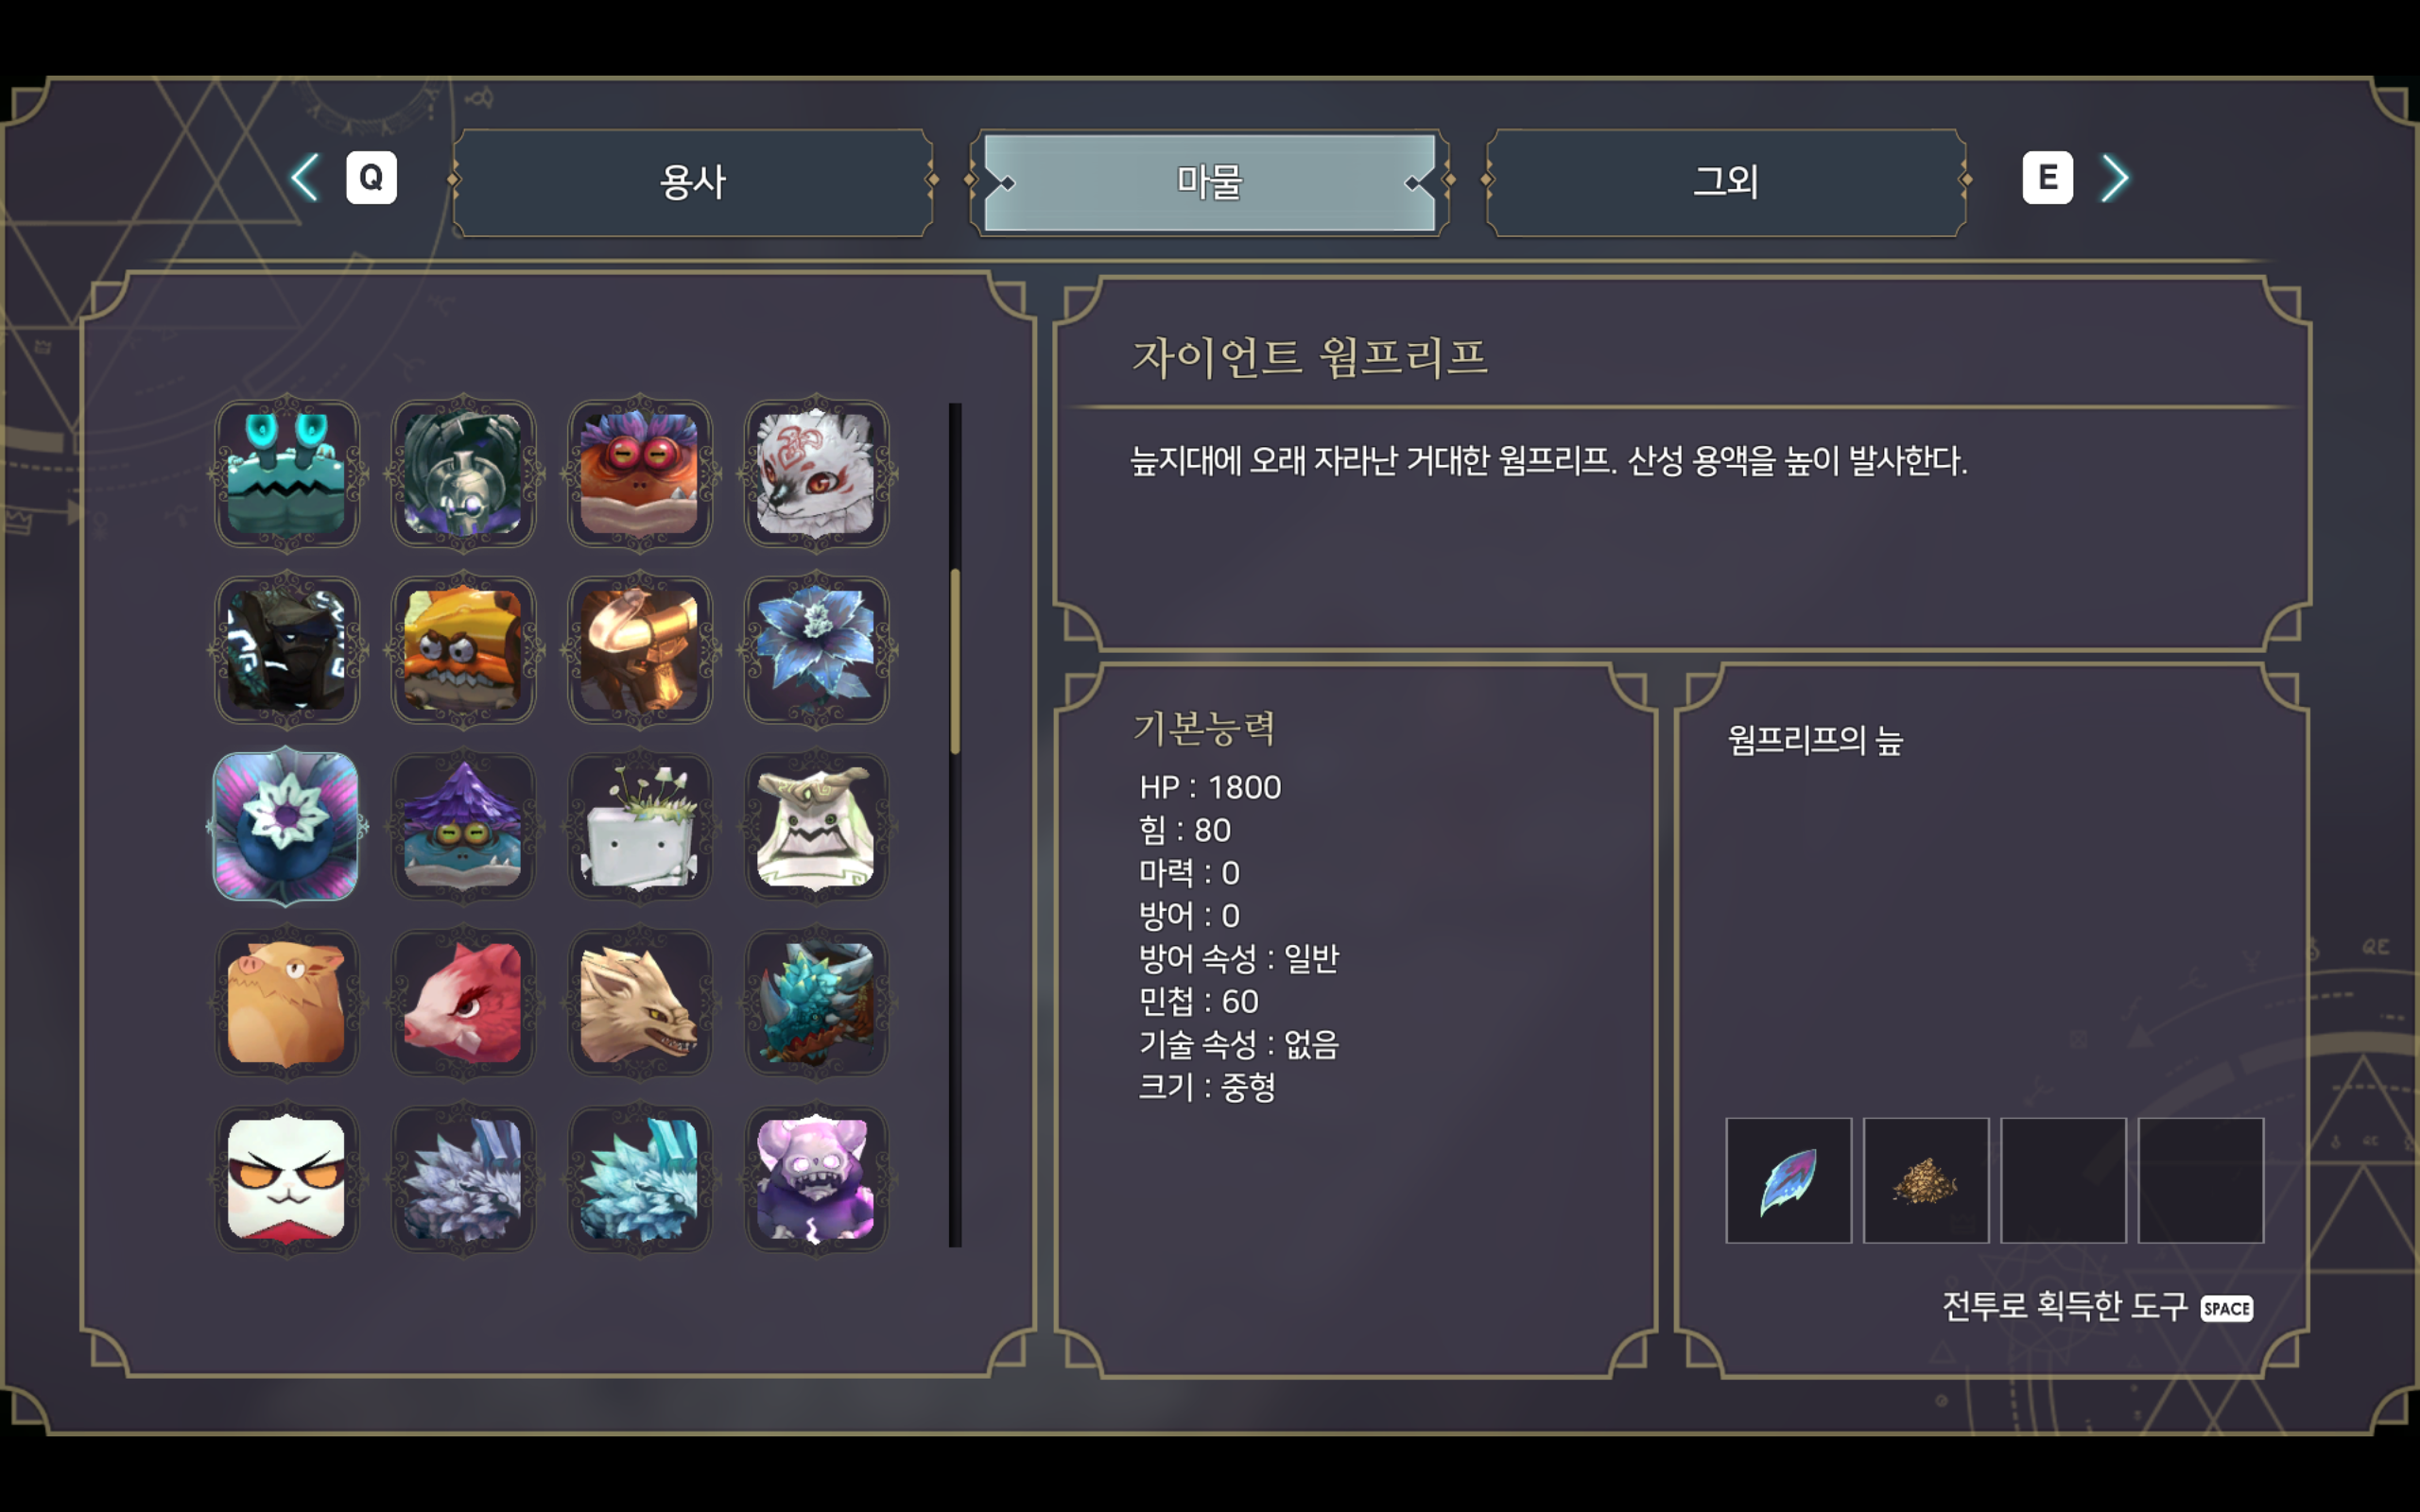 Q
용사
마물
그외
E
자이언트 웜프리프
늪지대에 오래 자라난 거대한 웜프리프. 산성 용액을 높이 발사한다.
기본능력
HP : 1800
힘 : 80
마력 : 0
방어 : 0
방어 속성 : 일반
민첩 : 60
기술 속성 : 없음
크기 : 중형
웜프리프의 늪
전투로 획득한 도구 SPACE